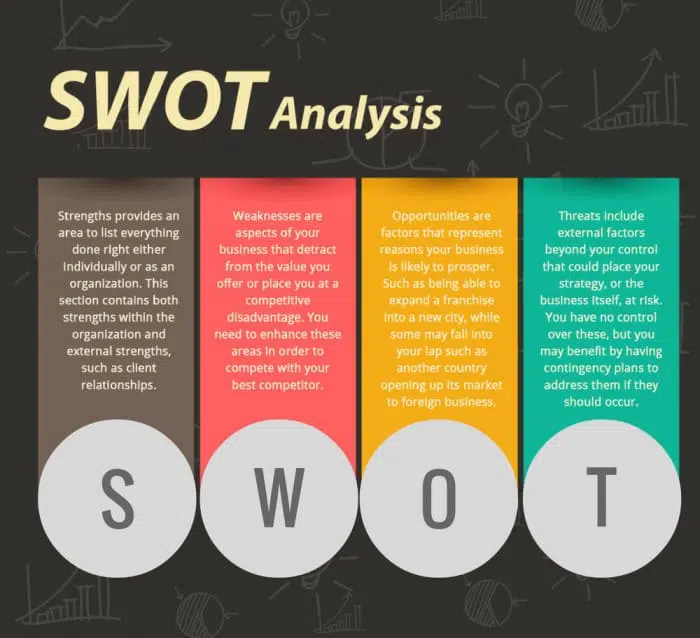 SWOT Analysis
Strengths provides an
area to list everything
done right either
individually or as an
organization. This
section contains both
strengths within the
organization and
external strengths,
such as client
relationships.
Weaknesses are
aspects of your
business that detract
from the value you
offer or place you at a
competitive
disadvantage. You
need to enhance these
areas in order to
compete with your
best competitor.
Opportunities are
factors that represent
reasons your business
is likely to prosper.
Such as being able to
expand a franchise
into a new city, while
some may fall into
your lap such as
another country
opening up its market
to foreign business.
Threats include
external factors
beyond your control
that could place your
strategy, or the
business itself, at risk.
You have no control
over these, but you
may benefit by having
contingency plans to
address them if they
should occur.
S
W
O
T